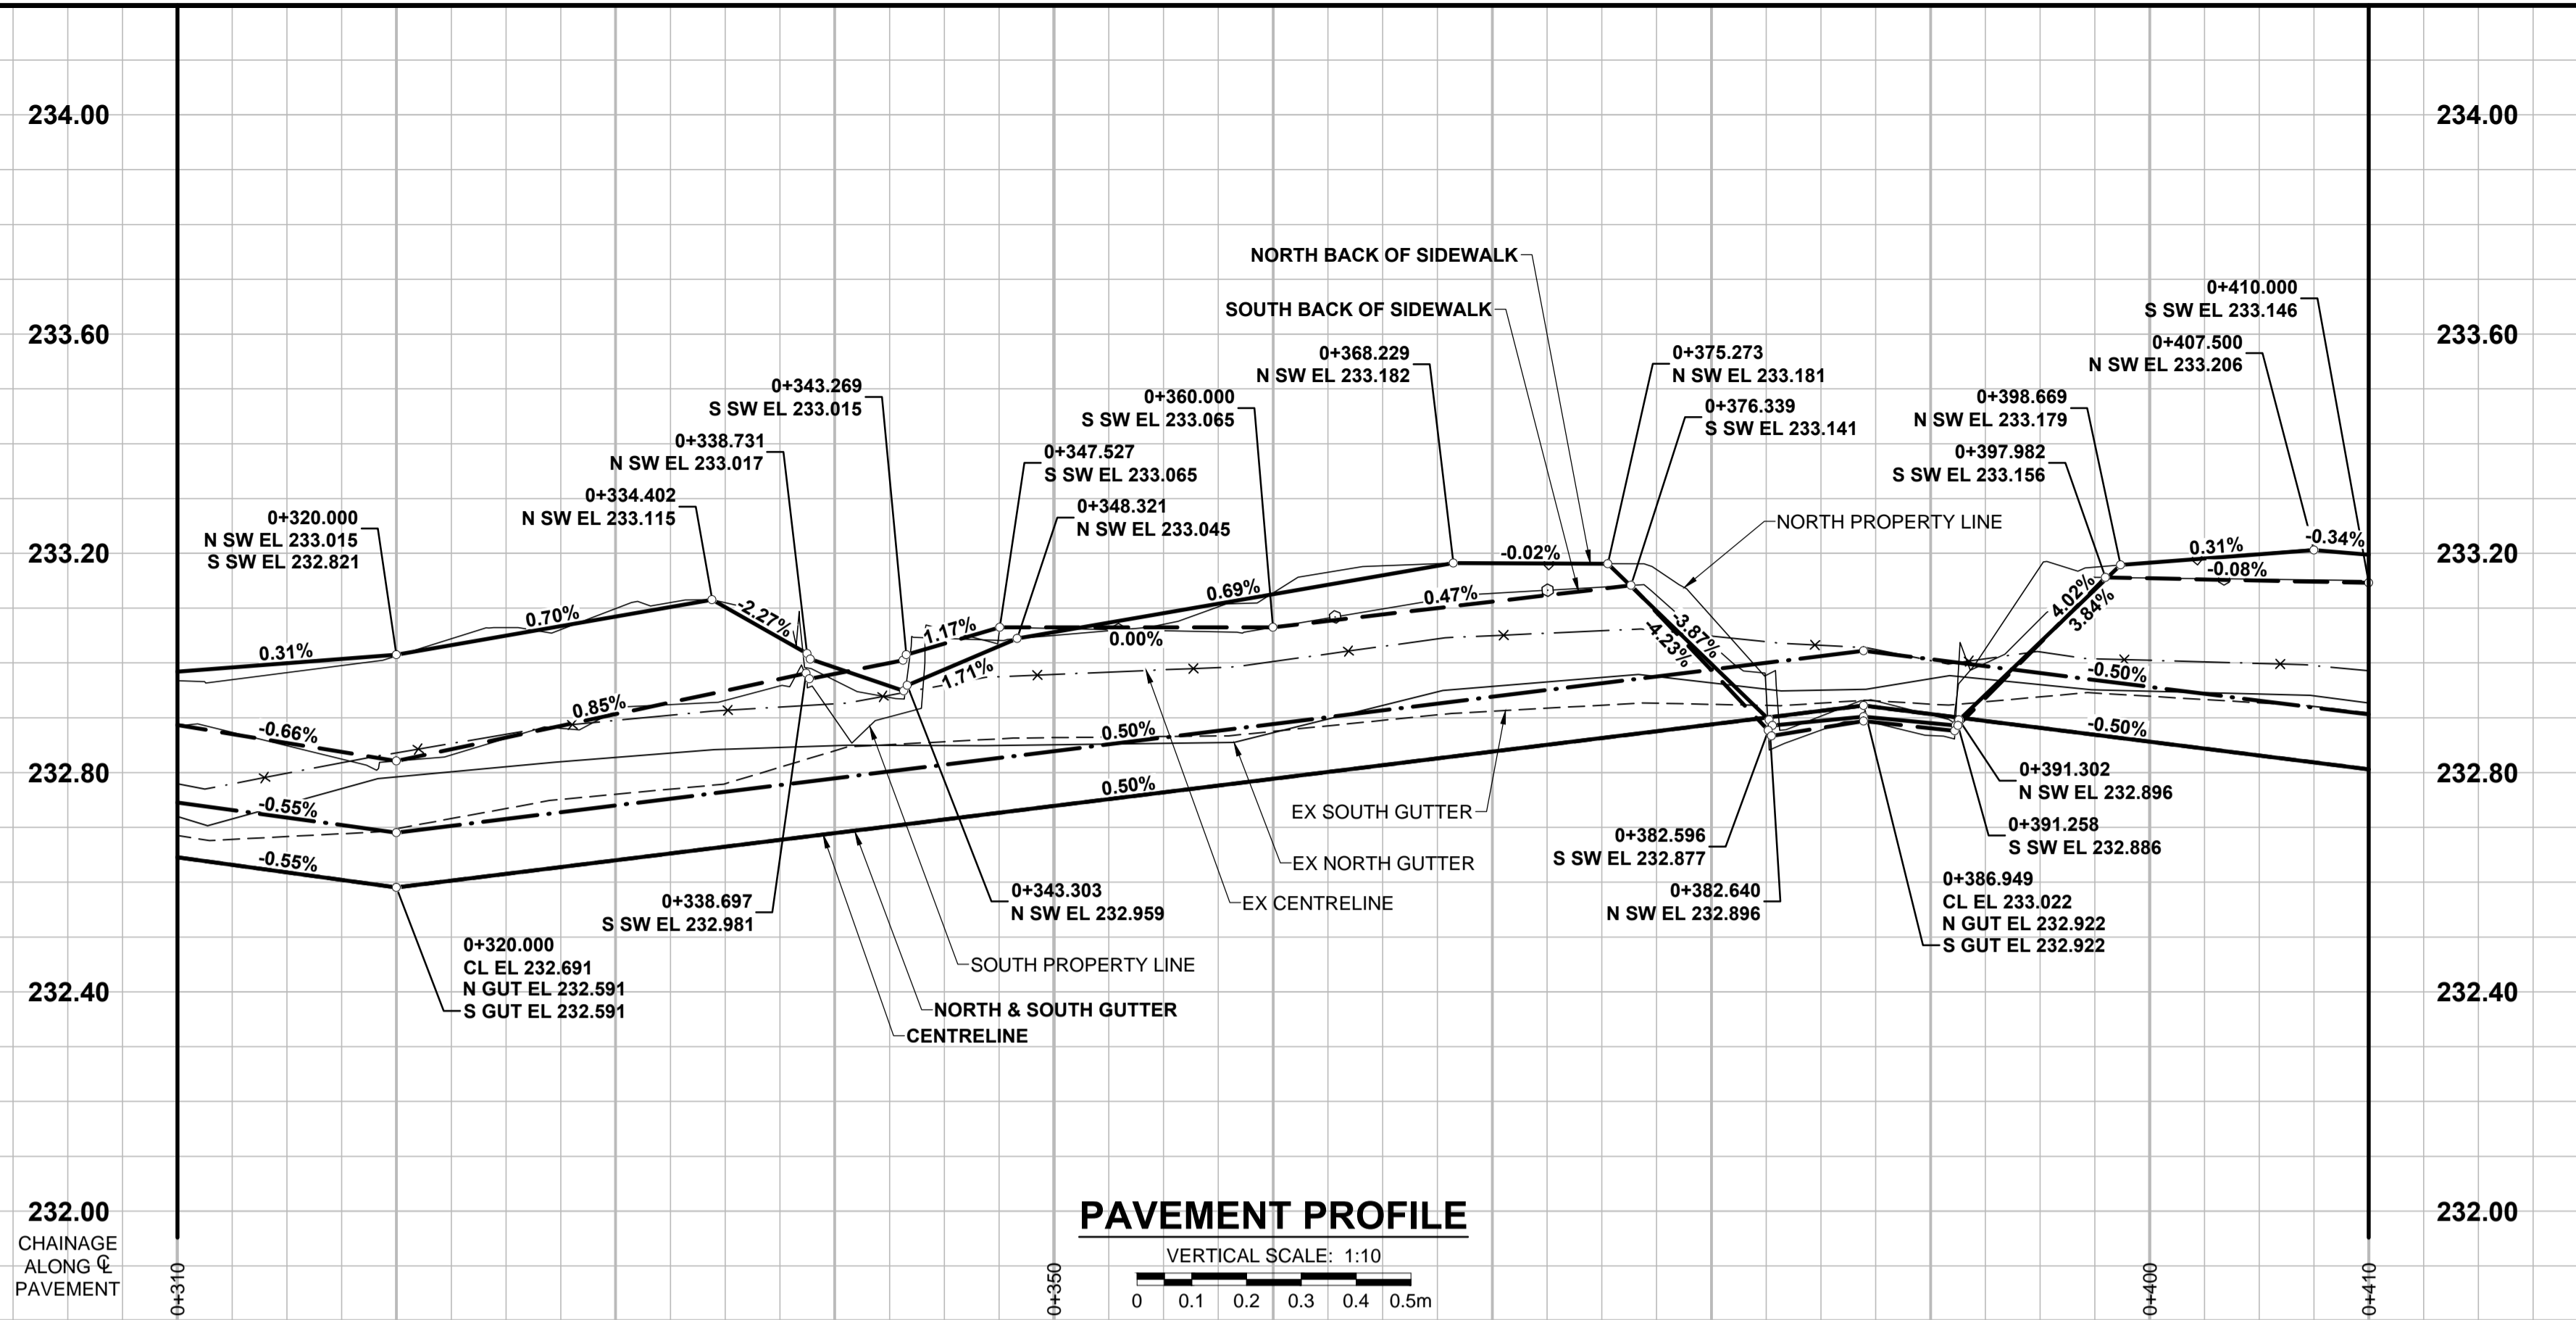 234.00
234.00
NORTH BACK OF SIDEWALK
0+410.000
S SW EL 233.146
SOUTH BACK OF SIDEWALK
233.60
233.60
0+407.500
N SW EL 233.206
0+368.229
N SW EL 233.182
0+375.273
N SW EL 233.181
0+343.269
S SW EL 233.015
0+360.000
S SW EL 233.065
0+376.339
S SW EL 233.141
0+398.669
N SW EL 233.179
0+338.731
N SW EL 233.017
0+347.527
S SW EL 233.065
0+397.982
S SW EL 233.156
0+334.402
N SW EL 233.115
0+348.321
N SW EL 233.045
0+320.000
N SW EL 233.015
S SW EL 232.821
NORTH PROPERTY LINE
233.20
233.20
-0.02%
0.31%
-0.34%
-0.08%
0.31%
0.70%
-2.27%
1.17%
0.00%
0.69%
0.47%
-3.87%
-4.23%
4.02%
3.84%
1.71%
-0.66%
0.85%
0.50%
-0.50%
-0.50%
232.80
232.80
-0.55%
0.50%
0+391.302
N SW EL 232.896
EX SOUTH GUTTER
0+391.258
S SW EL 232.886
0+382.596
S SW EL 232.877
-0.55%
EX NORTH GUTTER
0+338.697
S SW EL 232.981
0+343.303
N SW EL 232.959
EX CENTRELINE
0+382.640
N SW EL 232.896
0+386.949
CL EL 233.022
N GUT EL 232.922
S GUT EL 232.922
0+320.000
CL EL 232.691
N GUT EL 232.591
S GUT EL 232.591
SOUTH PROPERTY LINE
232.40
232.40
NORTH & SOUTH GUTTER
CENTRELINE
232.00
232.00
PAVEMENT PROFILE
VERTICAL SCALE: 1:10
0 0.1 0.2 0.3 0.4 0.5m
CHAINAGE
ALONG ℄
PAVEMENT
0+310
0+350
0+400
0+410